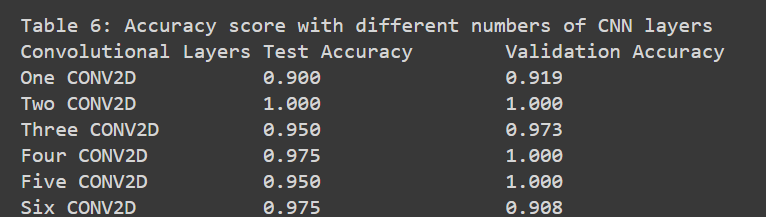 Table 6: Accuracy score with different numbers of CNN layers
Convolutional Layers Test Accuracy Validation Accuracy
One CONV2D 0.900 0.919
Two CONV2D 1.000 1.000
Three CONV2D 0.950 0.973
Four CONV2D 0.975 1.000
Five CONV2D 0.950 1.000
Six CONV2D 0.975 0.908